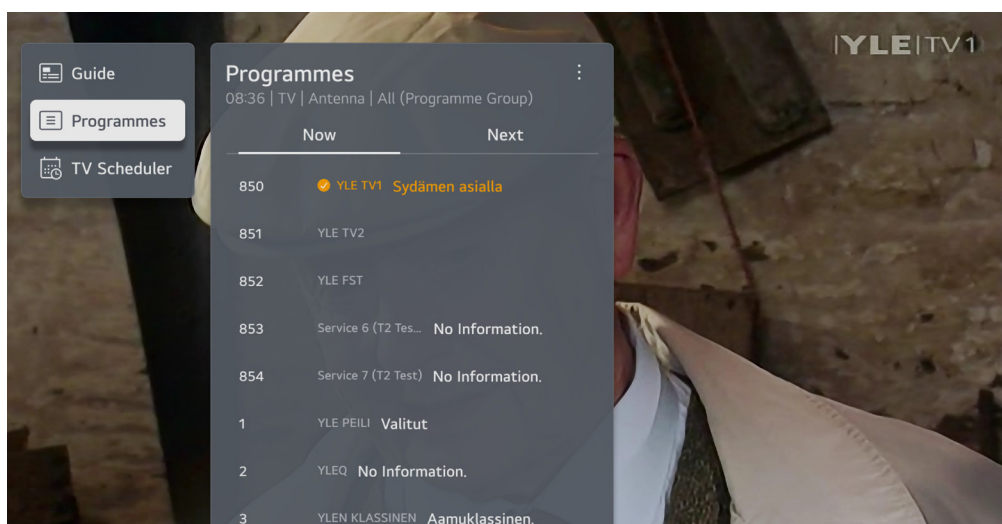 |YLE|TV1
Guide
Programmes
TV Scheduler
Programmes
08:36 | TV | Antenna | All (Programme Group)
Now Next
850 YLE TV1 Sydämen asialla
851 YLE TV2
852 YLE FST
853 Service 6 (T2 Tes... No Information.
854 Service 7 (T2 Test) No Information.
1 YLE PEILI Valitut
2 YLEQ No Information.
3 YLEN KLASSINEN Aamuklassinen.